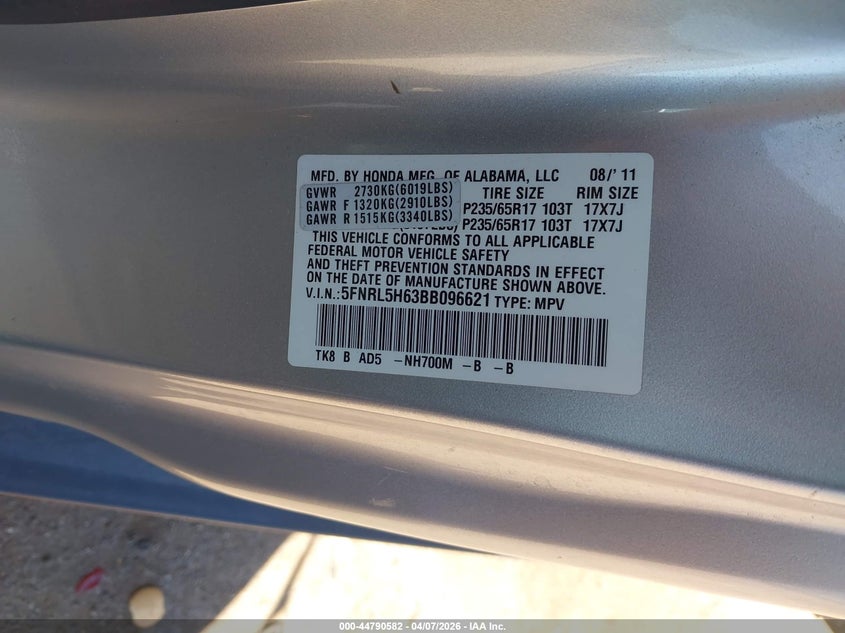 MFD. BY HONDA MFG. OF ALABAMA, LLC 08/' 11
GVWR 2730KG(6019LBS) TIRE SIZE RIM SIZE
GAWR F 1320KG(2910LBS) P235/65R17 103T 17X7J
GAWR R 1515KG(3340LBS) P235/65R17 103T 17X7J
THIS VEHICLE CONFORMS TO ALL APPLICABLE
FEDERAL MOTOR VEHICLE SAFETY
AND THEFT PREVENTION STANDARDS IN EFFECT
ON THE DATE OF MANUFACTURE SHOWN ABOVE.
V.I.N.: 5FNRL5H63BB096621 TYPE: MPV
TK8 B AD5 -NH700M -B -B
000-44790582 - 04/07/2026 - IAA Inc.